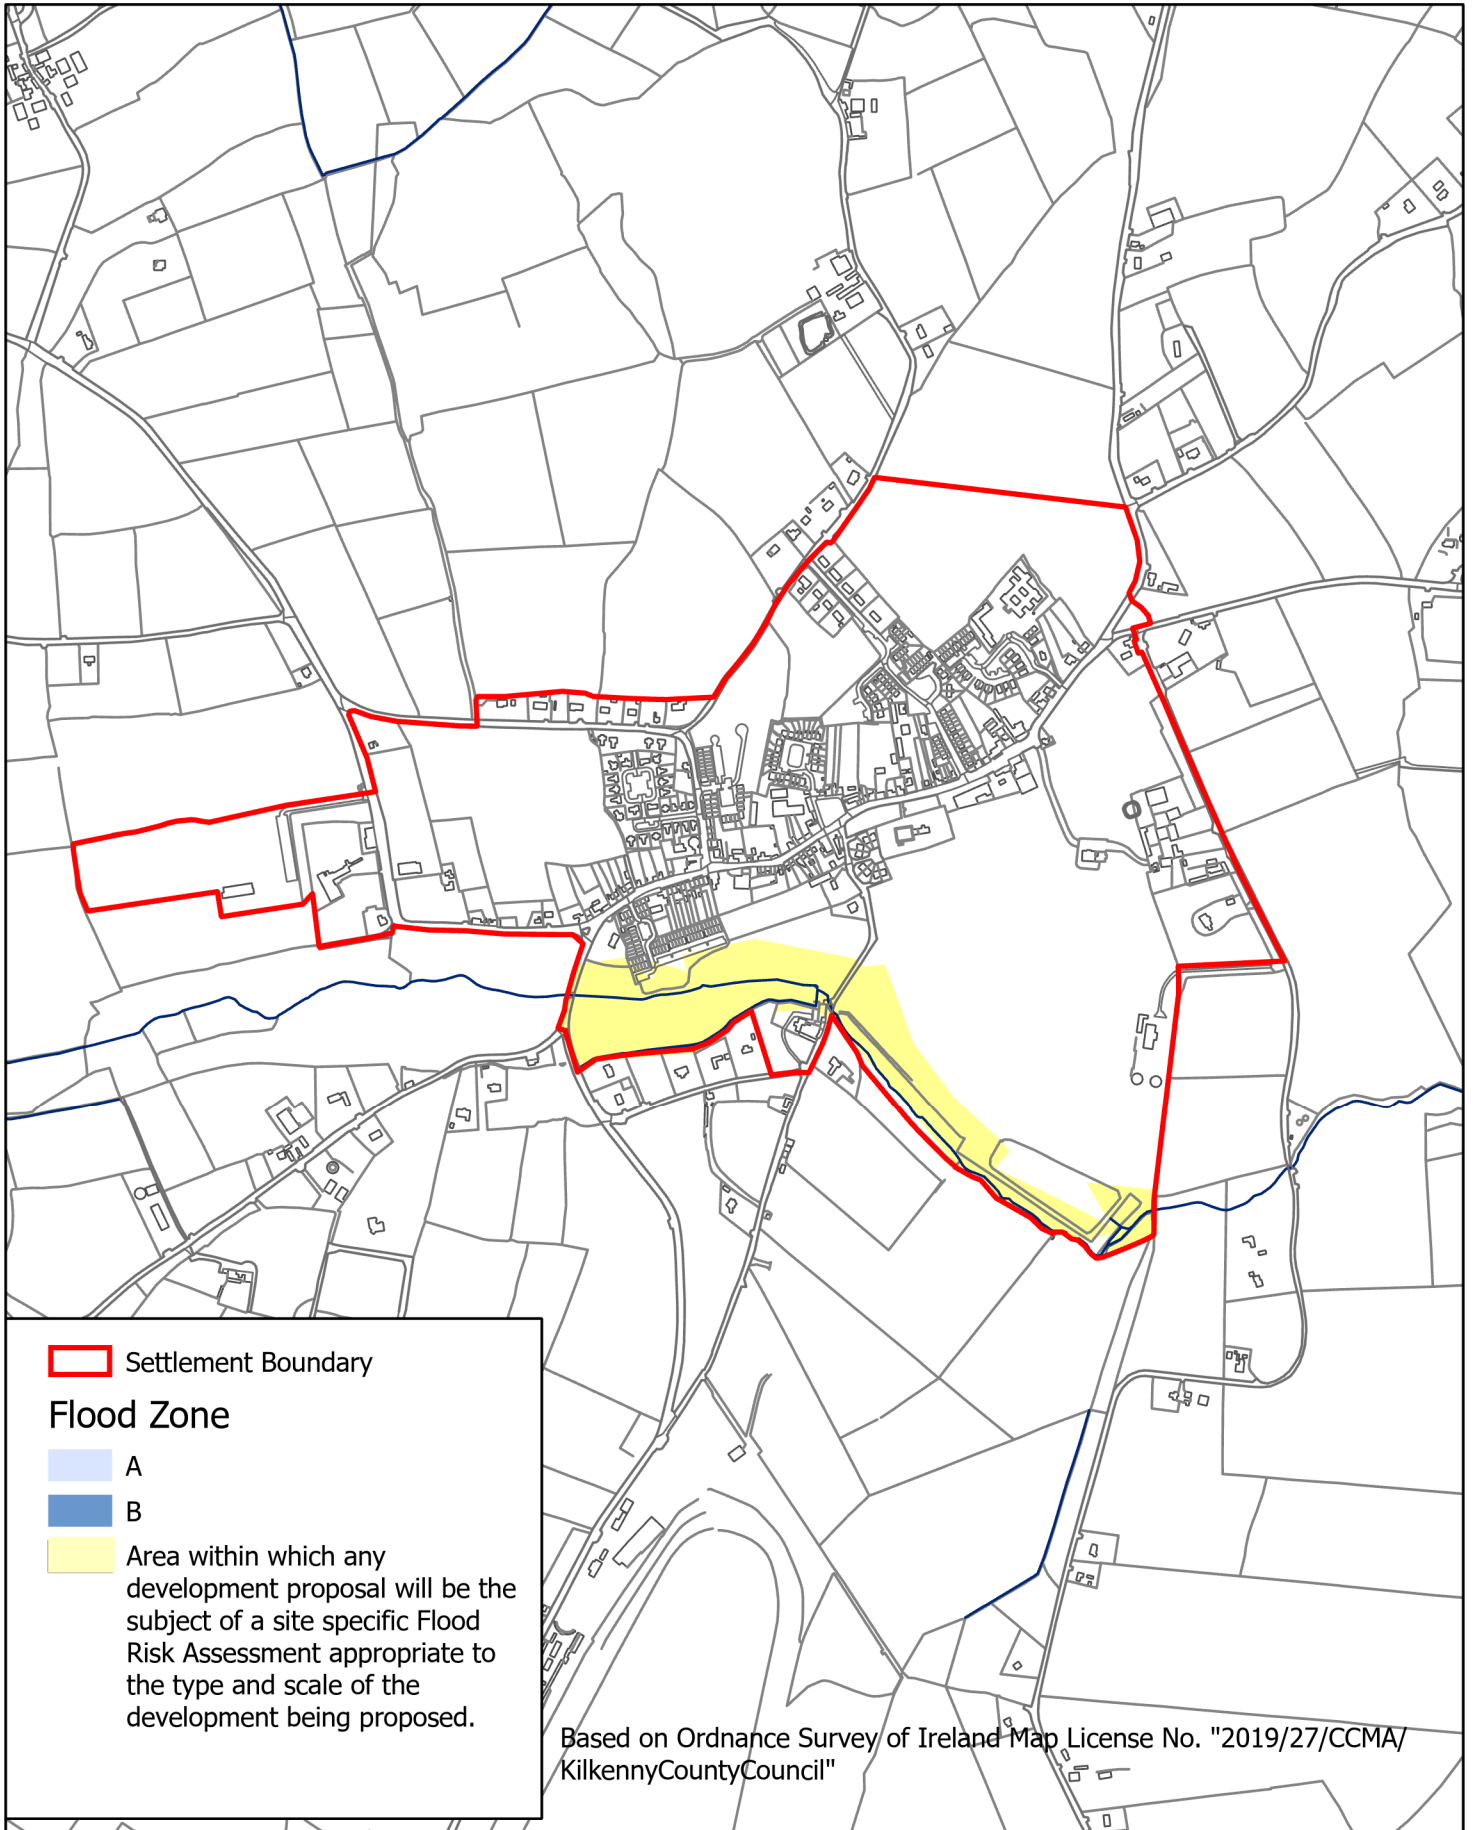 Settlement Boundary
Flood Zone
A
B
Area within which any
development proposal will be the
subject of a site specific Flood
Risk Assessment appropriate to
the type and scale of the
development being proposed.
Based on Ordnance Survey of Ireland Map License No. "2019/27/CCMA/
KilkennyCountyCouncil"